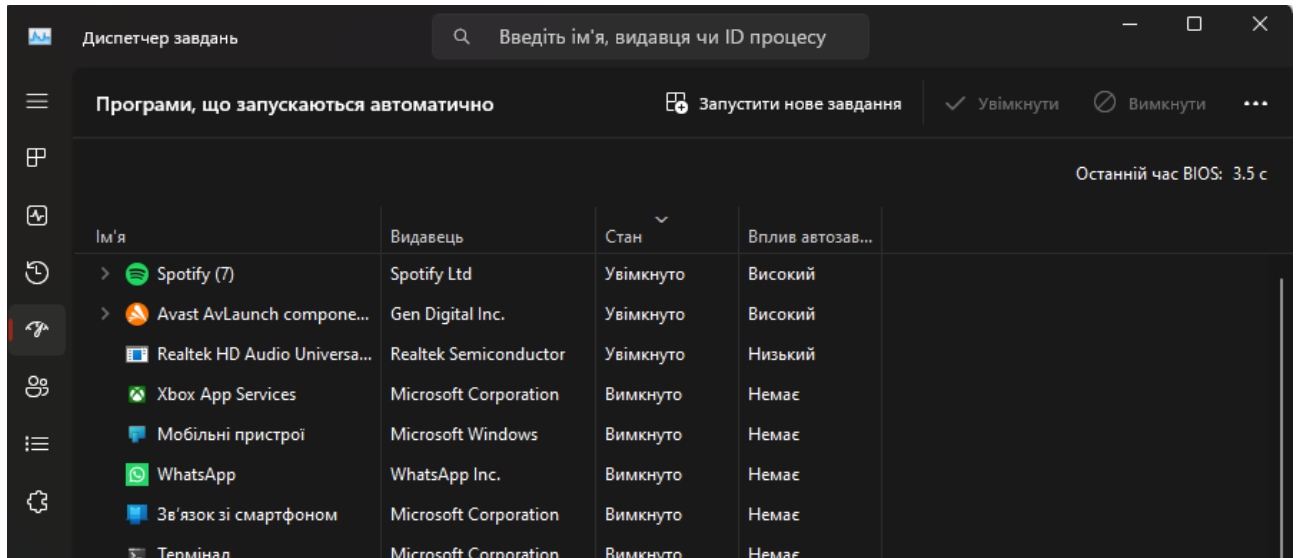 Диспетчер завдань
Введіть ім'я, видавця чи ID процесу
Програми, що запускаються автоматично
Запустити нове завдання
Увімкнути
Вимкнути
Останній час BIOS: 3.5 с
Ім'я Видавець Стан Вплив автозав...
Spotify (7) Spotify Ltd Увімкнуто Високий
Avast AvLaunch compone... Gen Digital Inc. Увімкнуто Високий
Realtek HD Audio Universa... Realtek Semiconductor Увімкнуто Низький
Xbox App Services Microsoft Corporation Вимкнуто Немає
Мобільні пристрої Microsoft Windows Вимкнуто Немає
WhatsApp WhatsApp Inc. Вимкнуто Немає
Зв'язок зі смартфоном Microsoft Corporation Вимкнуто Немає
Термінал Microsoft Corporation Вимкнуто Немає